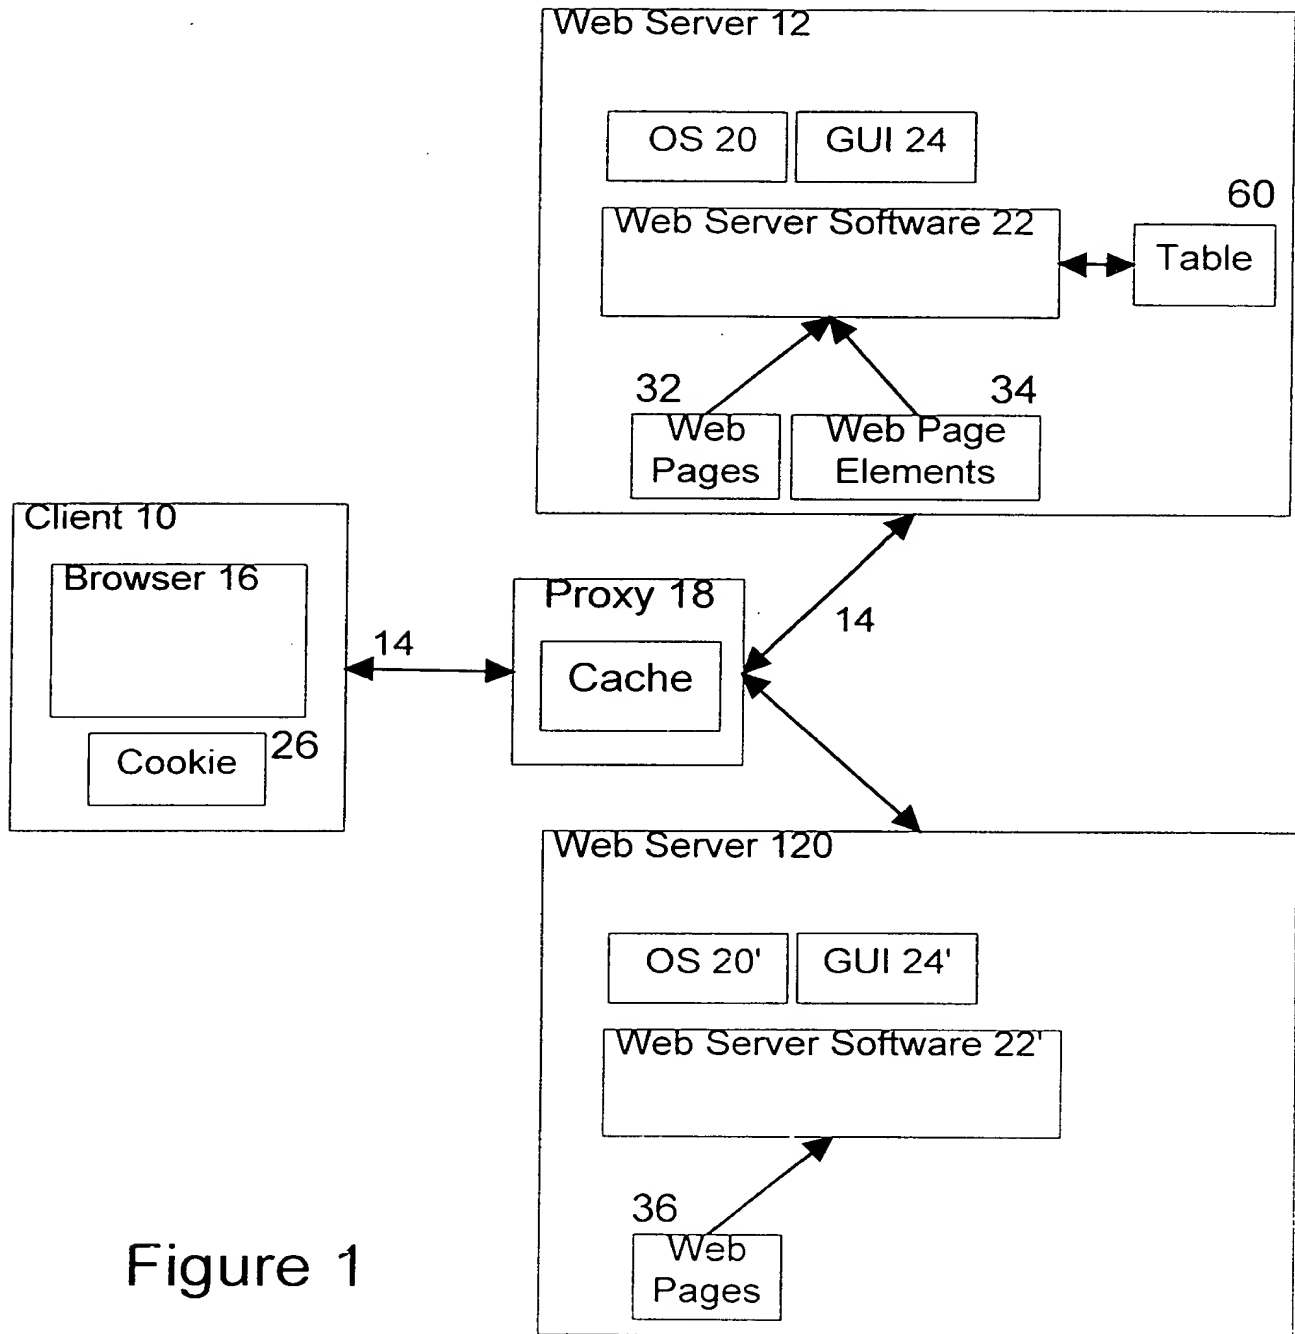 Web Server 12
OS 20
GUI 24
60
Web Server Software 22
Table
32
34
Web
Pages
Web Page
Elements
Client 10
Browser 16
14
Proxy 18
14
Cache
Cookie
26
Web Server 120
OS 20'
GUI 24'
Web Server Software 22'
36
Web
Pages
Figure 1